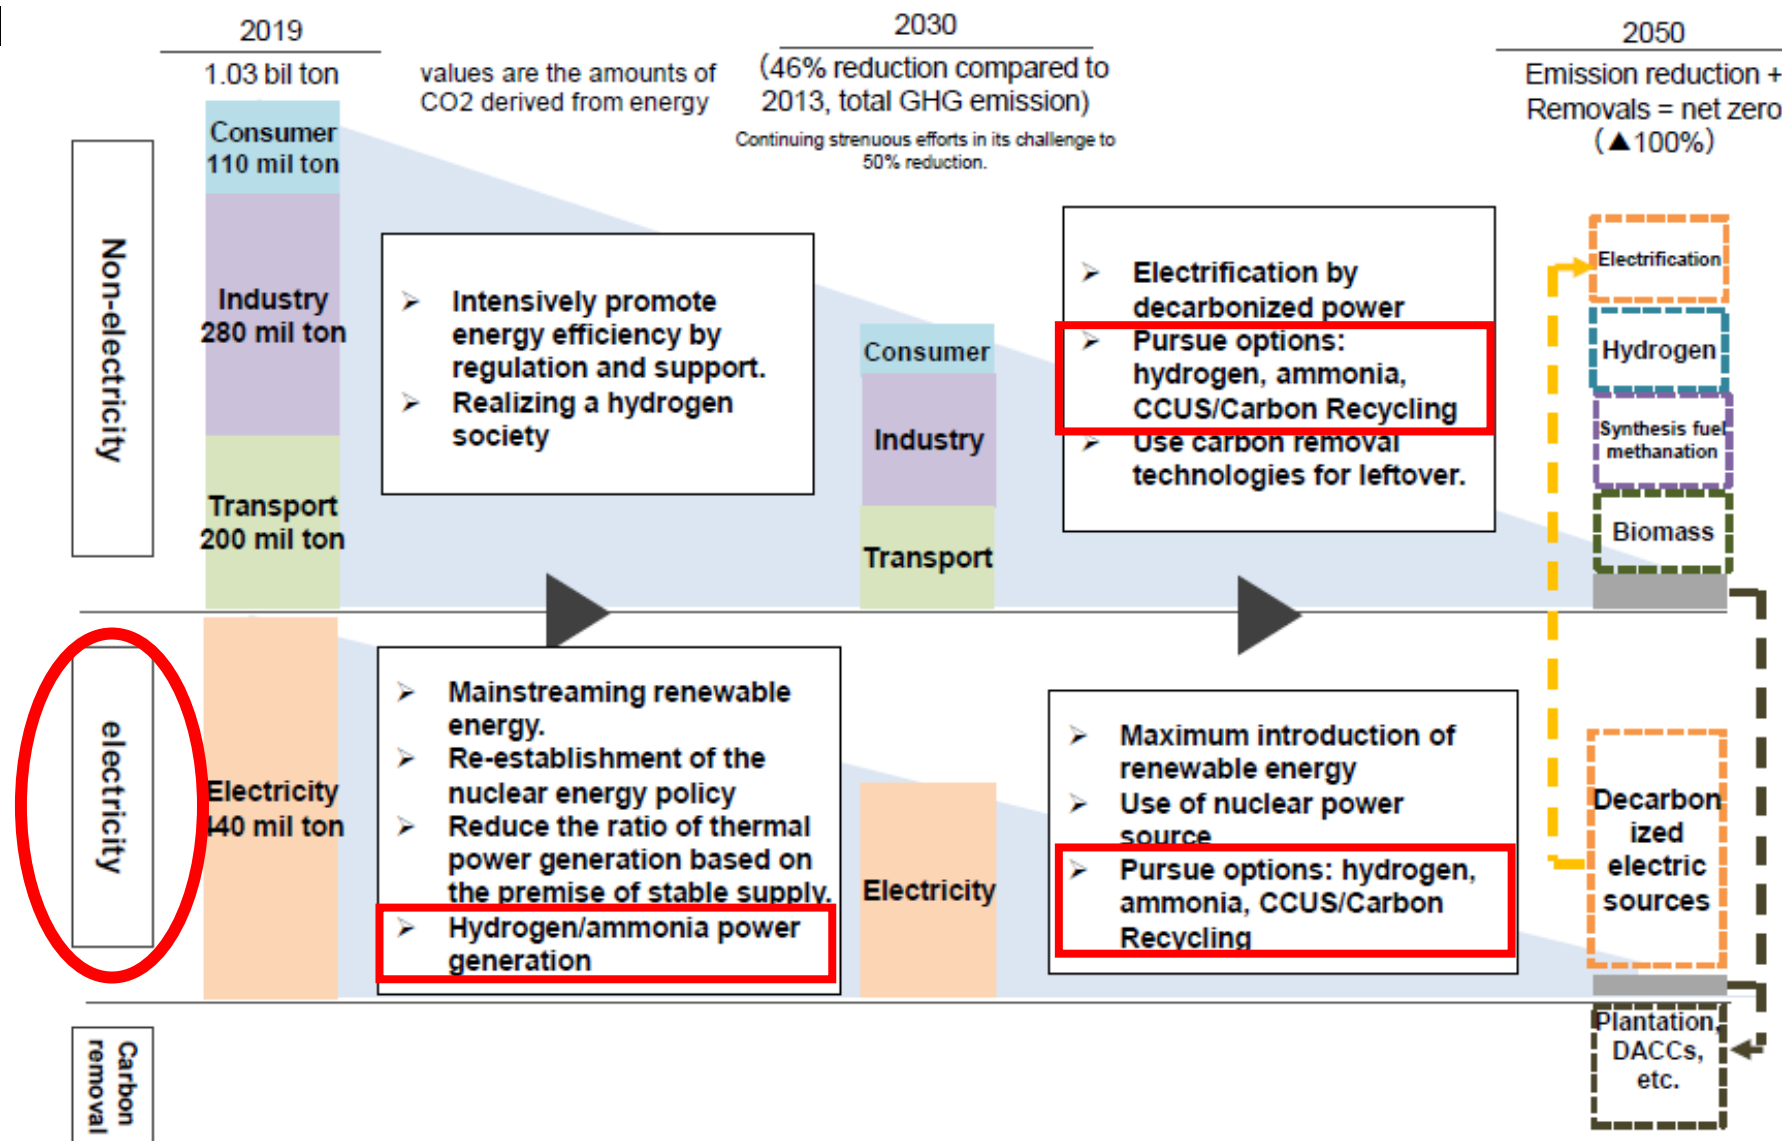 2019
1.03 bil ton
values are the amounts of
CO2 derived from energy
2030
(46% reduction compared to
2013, total GHG emission)
Continuing strenuous efforts in its challenge to
50% reduction.
2050
Emission reduction +
Removals = net zero
(▲100%)
Non-electricity
Consumer
110 mil ton
Industry
280 mil ton
Transport
200 mil ton
➢ Intensively promote
energy efficiency by
regulation and support.
➢ Realizing a hydrogen
society
Consumer
Industry
Transport
➢ Electrification by
decarbonized power
➢ Pursue options:
hydrogen, ammonia,
CCUS/Carbon Recycling
➢ Use carbon removal
technologies for leftover.
Electrification
Hydrogen
Synthesis fuel
methanation
Biomass
electricity
Electricity
440 mil ton
➢ Mainstreaming renewable
energy.
➢ Re-establishment of the
nuclear energy policy
➢ Reduce the ratio of thermal
power generation based on
the premise of stable supply.
➢ Hydrogen/ammonia power
generation
Electricity
➢ Maximum introduction of
renewable energy
➢ Use of nuclear power
source
➢ Pursue options: hydrogen,
ammonia, CCUS/Carbon
Recycling
Decarbon
ized
electric
sources
Carbon
removal
Plantation,
DACCs,
etc.